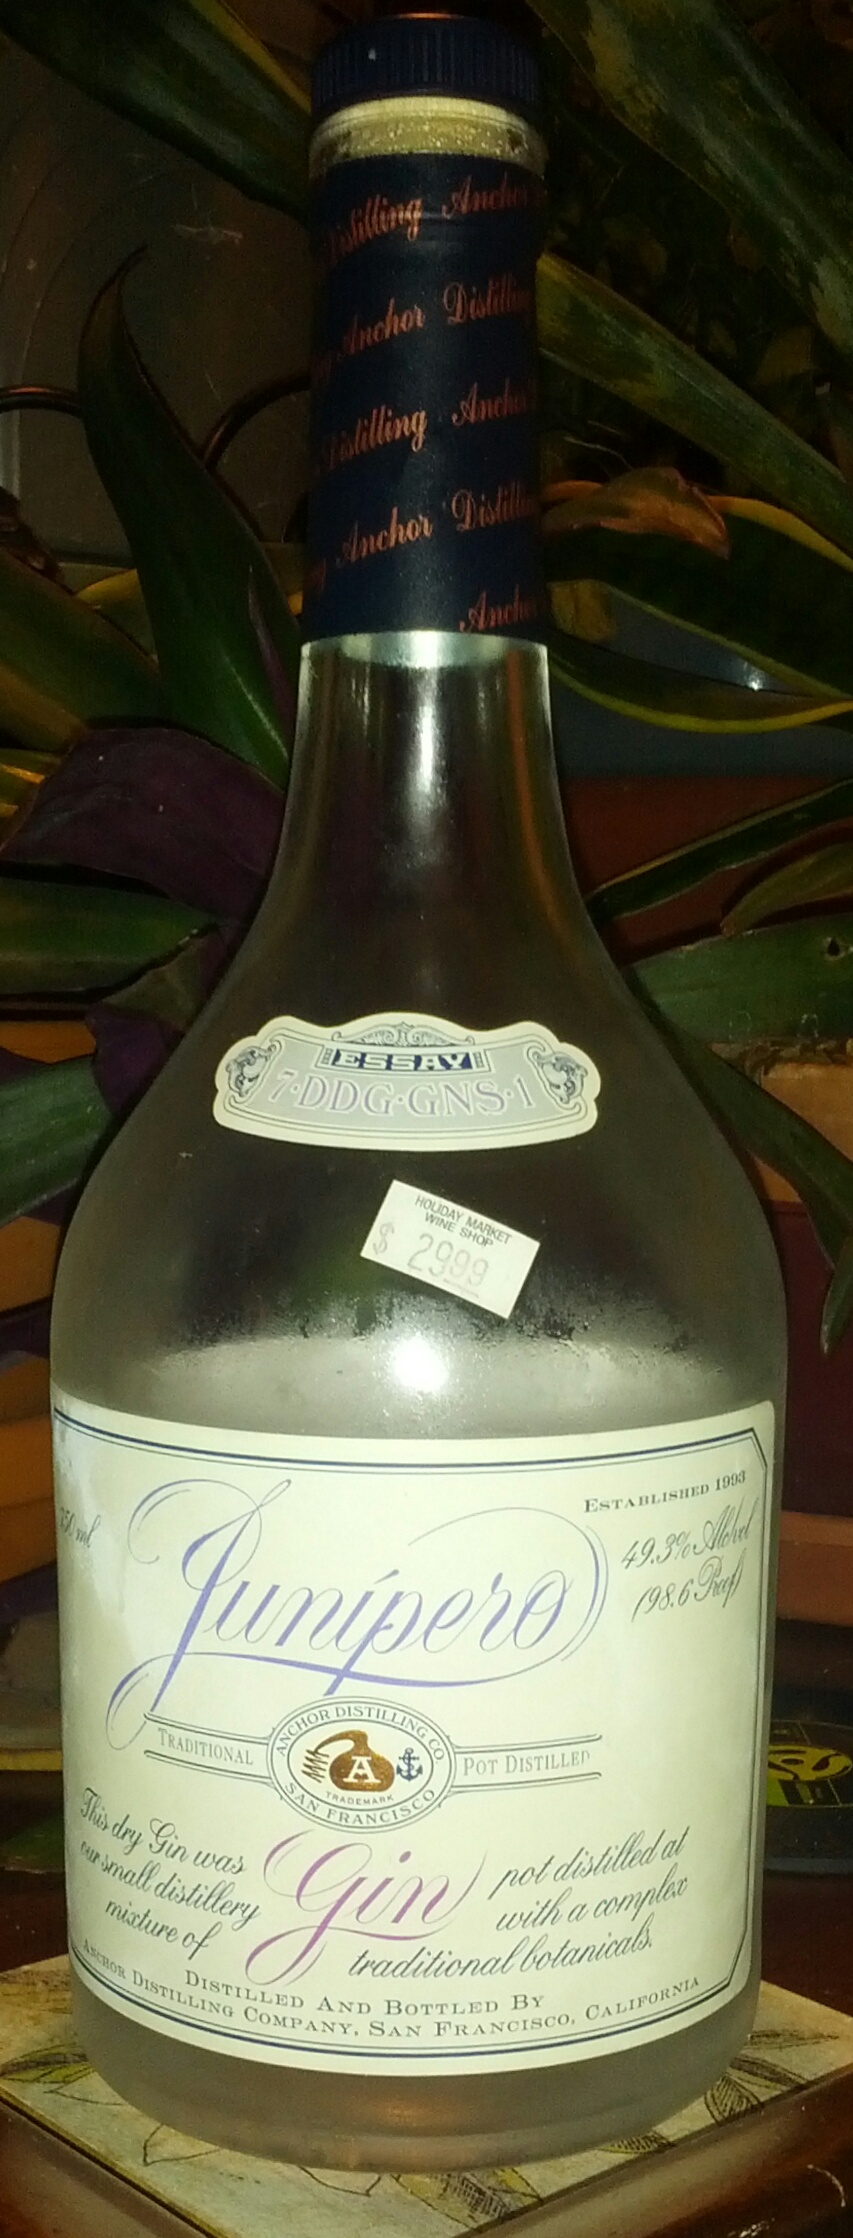 Distilling Anchor
Anchor Distilling
Distilling Anchor
Anchor Distilling
Anchor
ESSAY
7·DDG·GNS·1
HOLIDAY MARKET
WINE SHOP
$ 2999
ESTABLISHED 1993
ml
49.3% Alcohol
(98.6 Proof)
Junípero
ANCHOR DISTILLING CO.
TRADITIONAL
A
POT DISTILLED
TRADEMARK
SAN FRANCISCO
This dry Gin was
our small distillery
mixture of
Gin
pot distilled at
with a complex
traditional botanicals.
DISTILLED AND BOTTLED BY
ANCHOR DISTILLING COMPANY, SAN FRANCISCO, CALIFORNIA